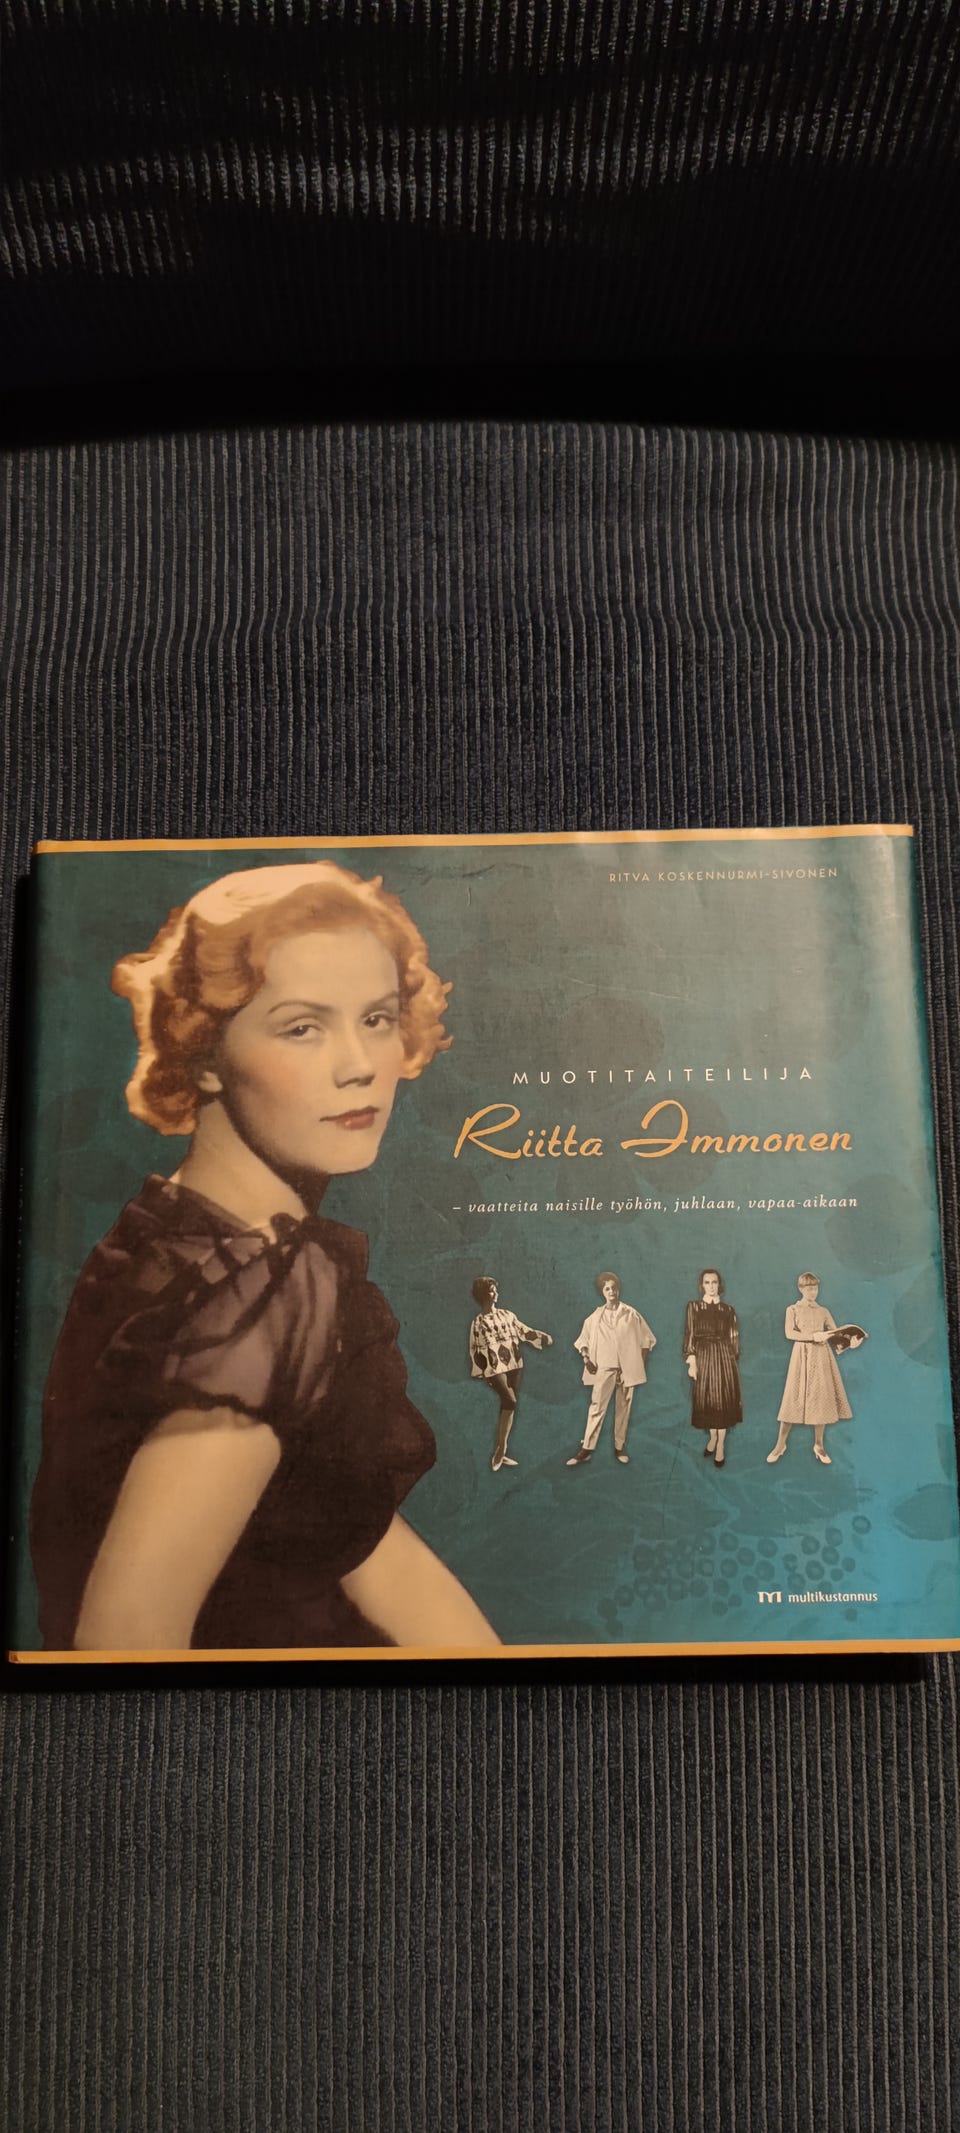 RITVA KOSKENNURMI-SIVONEN
MUOTITAITEILIJA
Riitta Immonen
– vaatteita naisille työhön, juhlaan, vapaa-aikaan
multikustannus